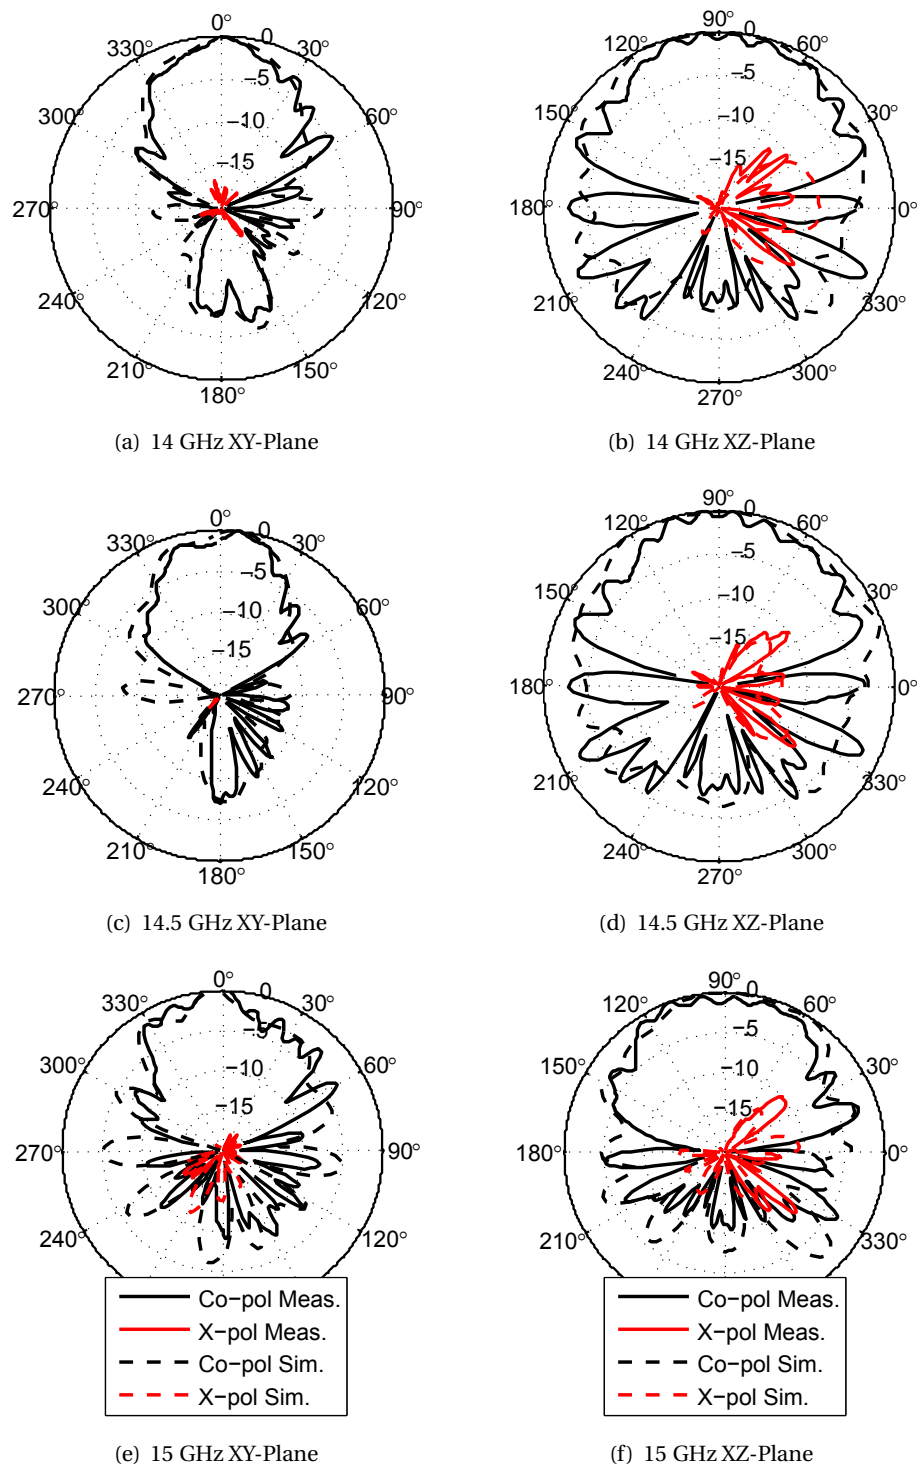 0° 0 30° 60° 90° 120° 150° 180° 210° 240° 270° 300° 330° −5 −10 −15
90° 0 60° 30° 0° 330° 300° 270° 240° 210° 180° 150° 120° −5 −10 −15
(a) 14 GHz XY-Plane
(b) 14 GHz XZ-Plane
0° 0 30° 60° 90° 120° 150° 180° 210° 240° 270° 300° 330° −5 −10 −15
90° 0 60° 30° 0° 330° 300° 270° 240° 210° 180° 150° 120° −5 −10 −15
(c) 14.5 GHz XY-Plane
(d) 14.5 GHz XZ-Plane
0° 0 30° 60° 90° 120° 240° 270° 300° 330° −5 −10 −15
90° 0 60° 30° 0° 330° 210° 180° 150° 120° −5 −10 −15
Co−pol Meas.
X−pol Meas.
Co−pol Sim.
X−pol Sim.
Co−pol Meas.
X−pol Meas.
Co−pol Sim.
X−pol Sim.
(e) 15 GHz XY-Plane
(f) 15 GHz XZ-Plane